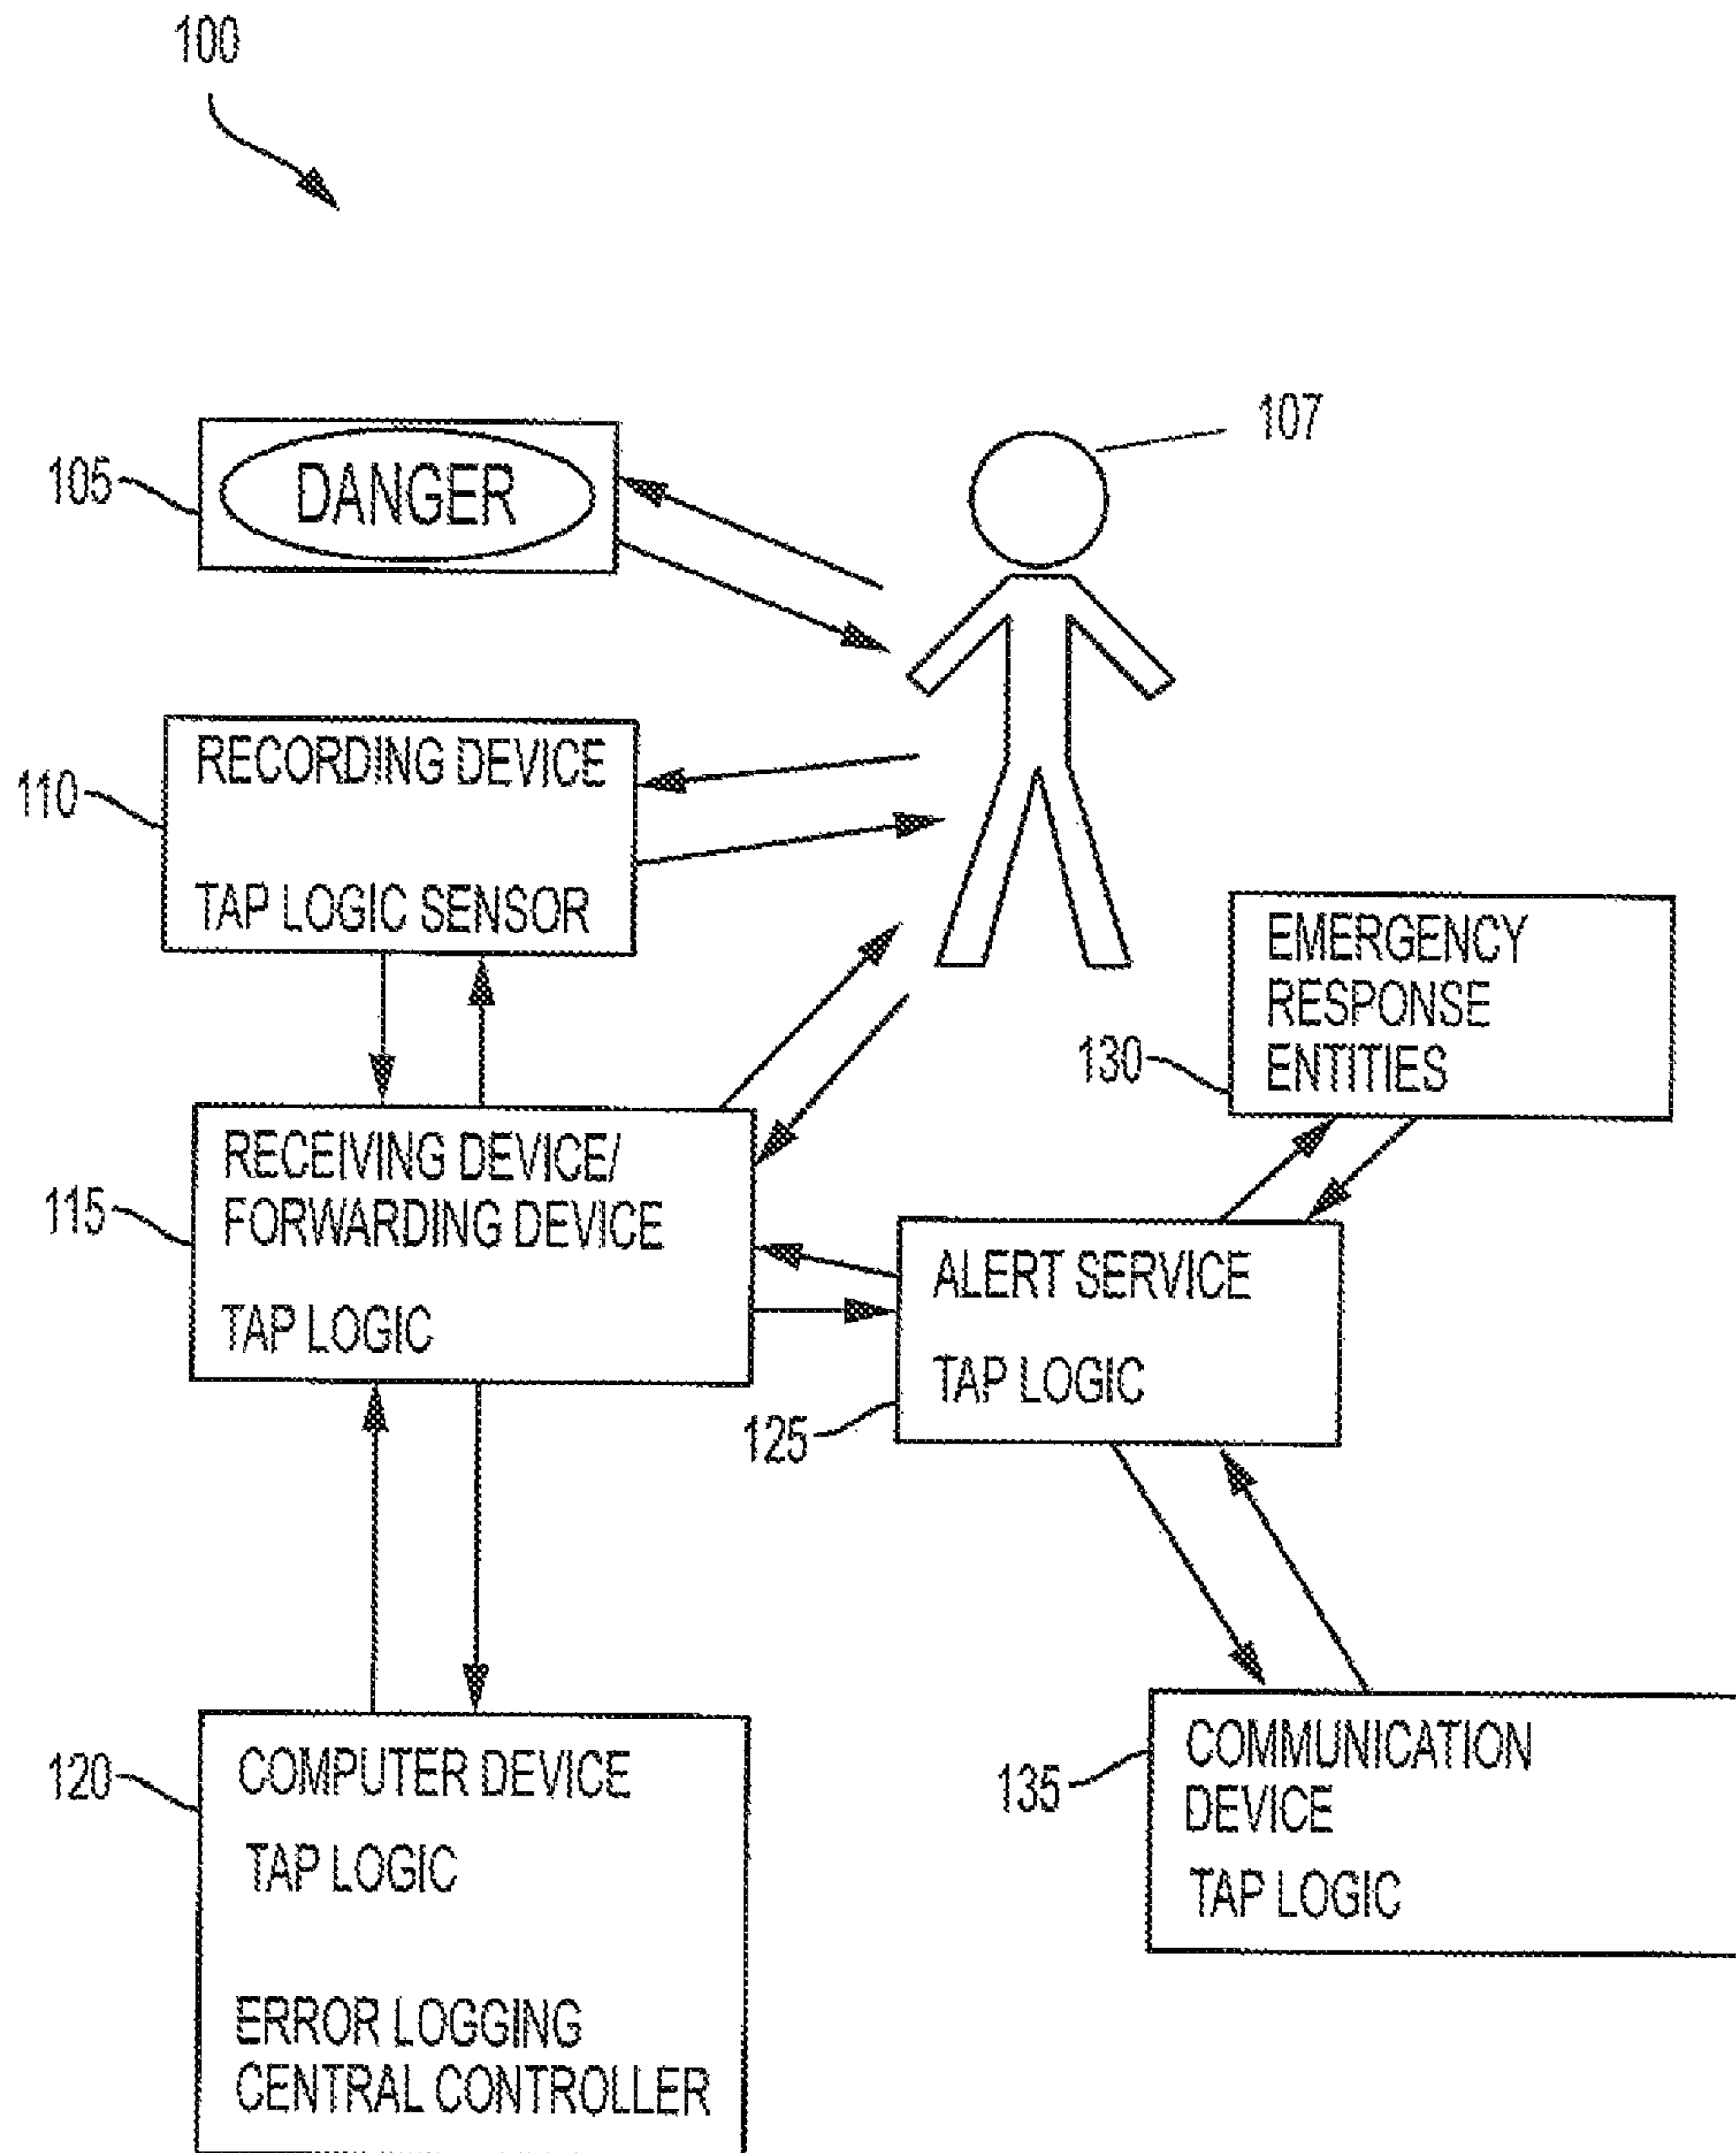 100
107
105
DANGER
110
RECORDING DEVICE
TAP LOGIC SENSOR
130
EMERGENCY
RESPONSE
ENTITIES
115
RECEIVING DEVICE/
FORWARDING DEVICE
TAP LOGIC
125
ALERT SERVICE
TAP LOGIC
120
COMPUTER DEVICE
TAP LOGIC
ERROR LOGGING
CENTRAL CONTROLLER
135
COMMUNICATION
DEVICE
TAP LOGIC